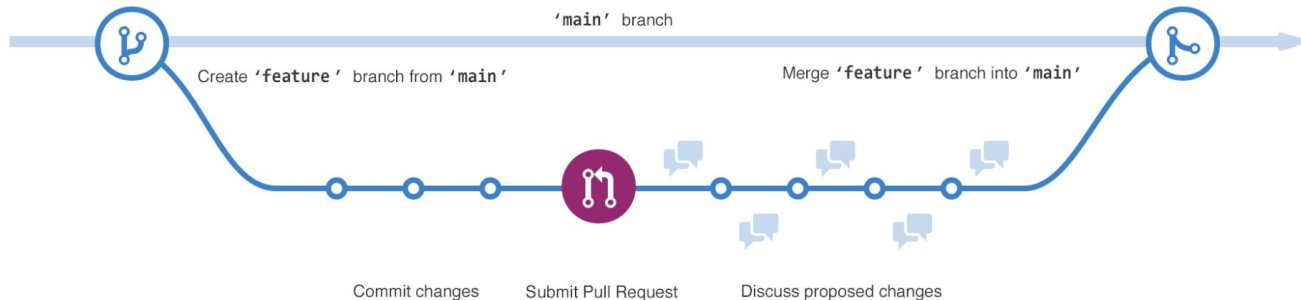 ‘main’ branch
Create ‘feature’ branch from ‘main’
Merge ‘feature’ branch into ‘main’
Commit changes
Submit Pull Request
Discuss proposed changes